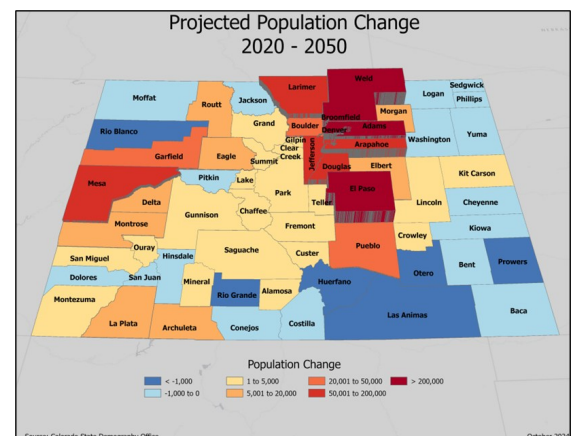 Projected Population Change
2020 - 2050
Moffat
Routt
Jackson
Larimer
Weld
Logan
Sedgwick
Phillips
Rio Blanco
Grand
Boulder
Broomfield
Morgan
Washington
Yuma
Garfield
Eagle
Summit
Gilpin
Clear
Creek
Jefferson
Denver
Adams
Arapahoe
Mesa
Pitkin
Lake
Park
Douglas
Elbert
Kit Carson
Delta
Gunnison
Chaffee
Teller
El Paso
Lincoln
Cheyenne
Montrose
Ouray
Saguache
Fremont
Custer
Pueblo
Crowley
Kiowa
San Miguel
Hinsdale
Dolores
San Juan
Mineral
Rio Grande
Alamosa
Huerfano
Otero
Bent
Prowers
Montezuma
La Plata
Archuleta
Conejos
Costilla
Las Animas
Baca
Population Change
< -1,000
1 to 5,000
20,001 to 50,000
> 200,000
-1,000 to 0
5,001 to 20,000
50,001 to 200,000